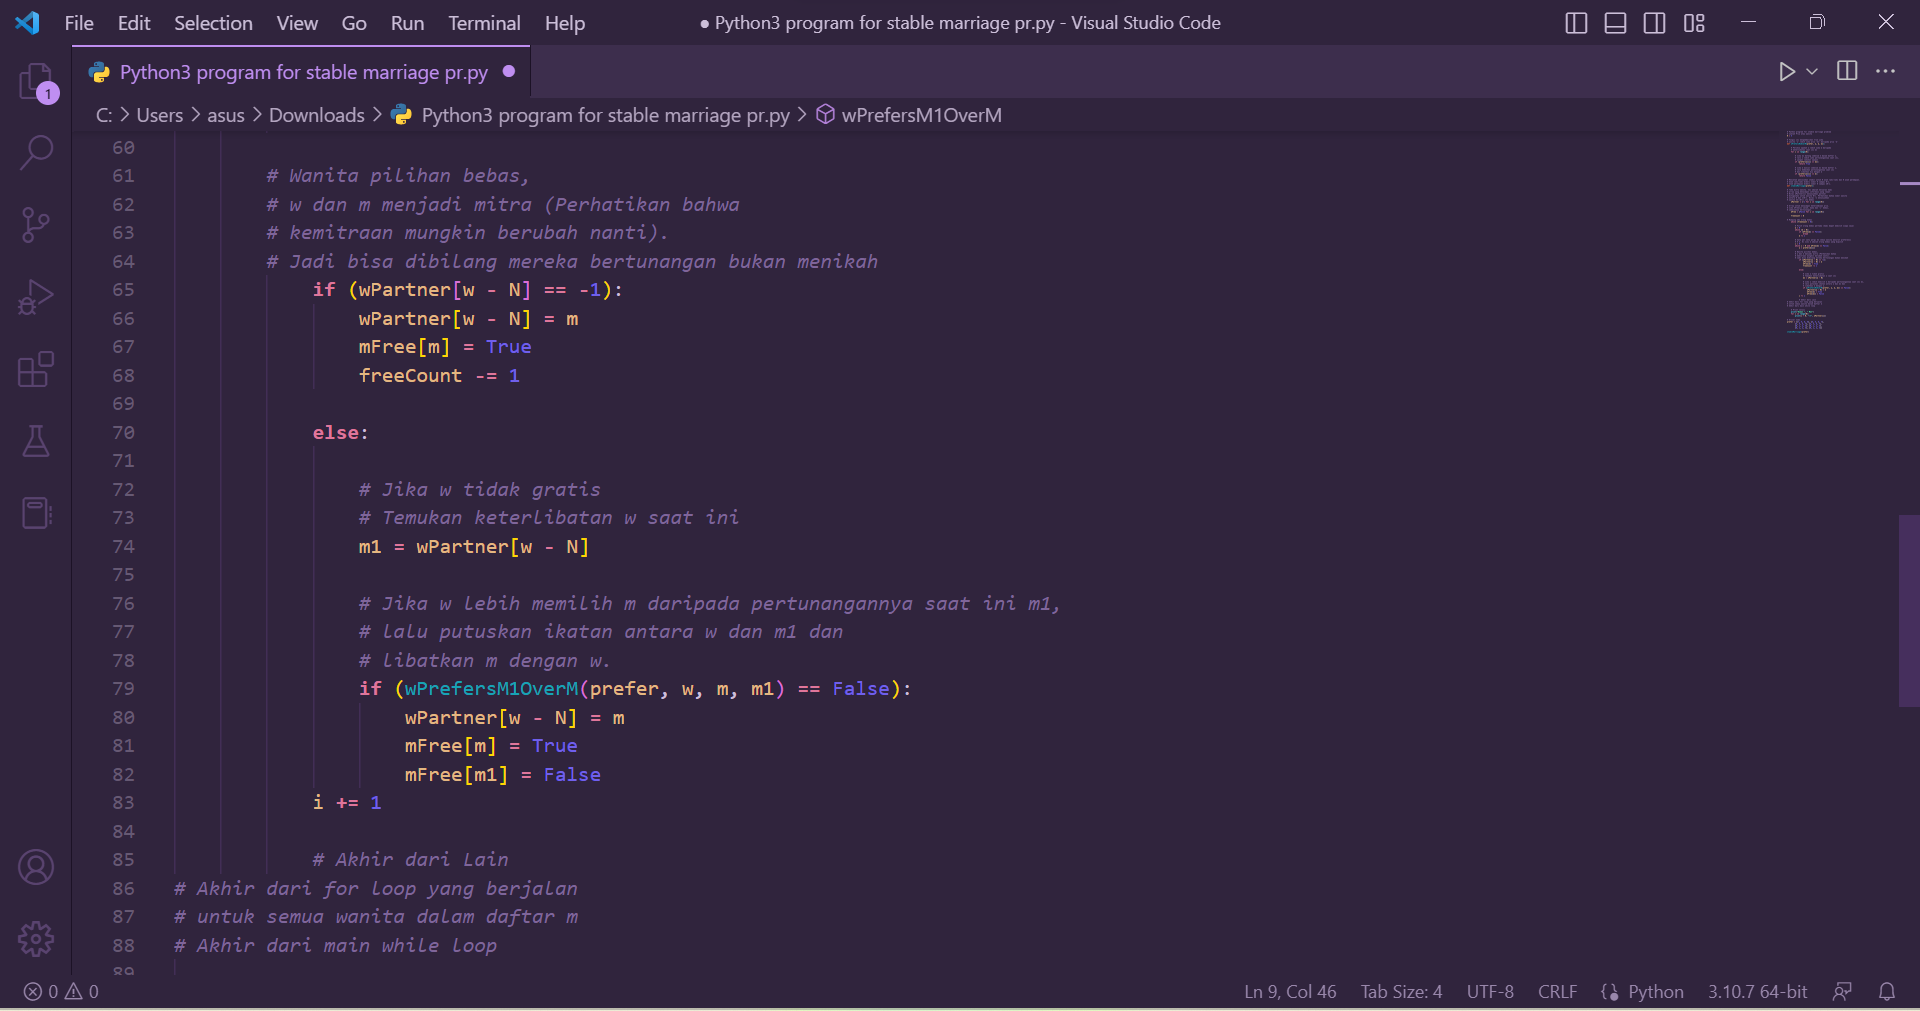 File Edit Selection View Go Run Terminal Help ● Python3 program for stable marriage pr.py - Visual Studio Code
Python3 program for stable marriage pr.py
1
C: > Users > asus > Downloads > Python3 program for stable marriage pr.py > wPrefersM1OverM
60
61 # Wanita pilihan bebas,
62 # w dan m menjadi mitra (Perhatikan bahwa
63 # kemitraan mungkin berubah nanti).
64 # Jadi bisa dibilang mereka bertunangan bukan menikah
65 if (wPartner[w - N] == -1):
66 wPartner[w - N] = m
67 mFree[m] = True
68 freeCount -= 1
69
70 else:
71
72 # Jika w tidak gratis
73 # Temukan keterlibatan w saat ini
74 m1 = wPartner[w - N]
75
76 # Jika w lebih memilih m daripada pertunangannya saat ini m1,
77 # lalu putuskan ikatan antara w dan m1 dan
78 # libatkan m dengan w.
79 if (wPrefersM1OverM(prefer, w, m, m1) == False):
80 wPartner[w - N] = m
81 mFree[m] = True
82 mFree[m1] = False
83 i += 1
84
85 # Akhir dari Lain
86 # Akhir dari for loop yang berjalan
87 # untuk semua wanita dalam daftar m
88 # Akhir dari main while loop
89
0 0 Ln 9, Col 46 Tab Size: 4 UTF-8 CRLF Python 3.10.7 64-bit